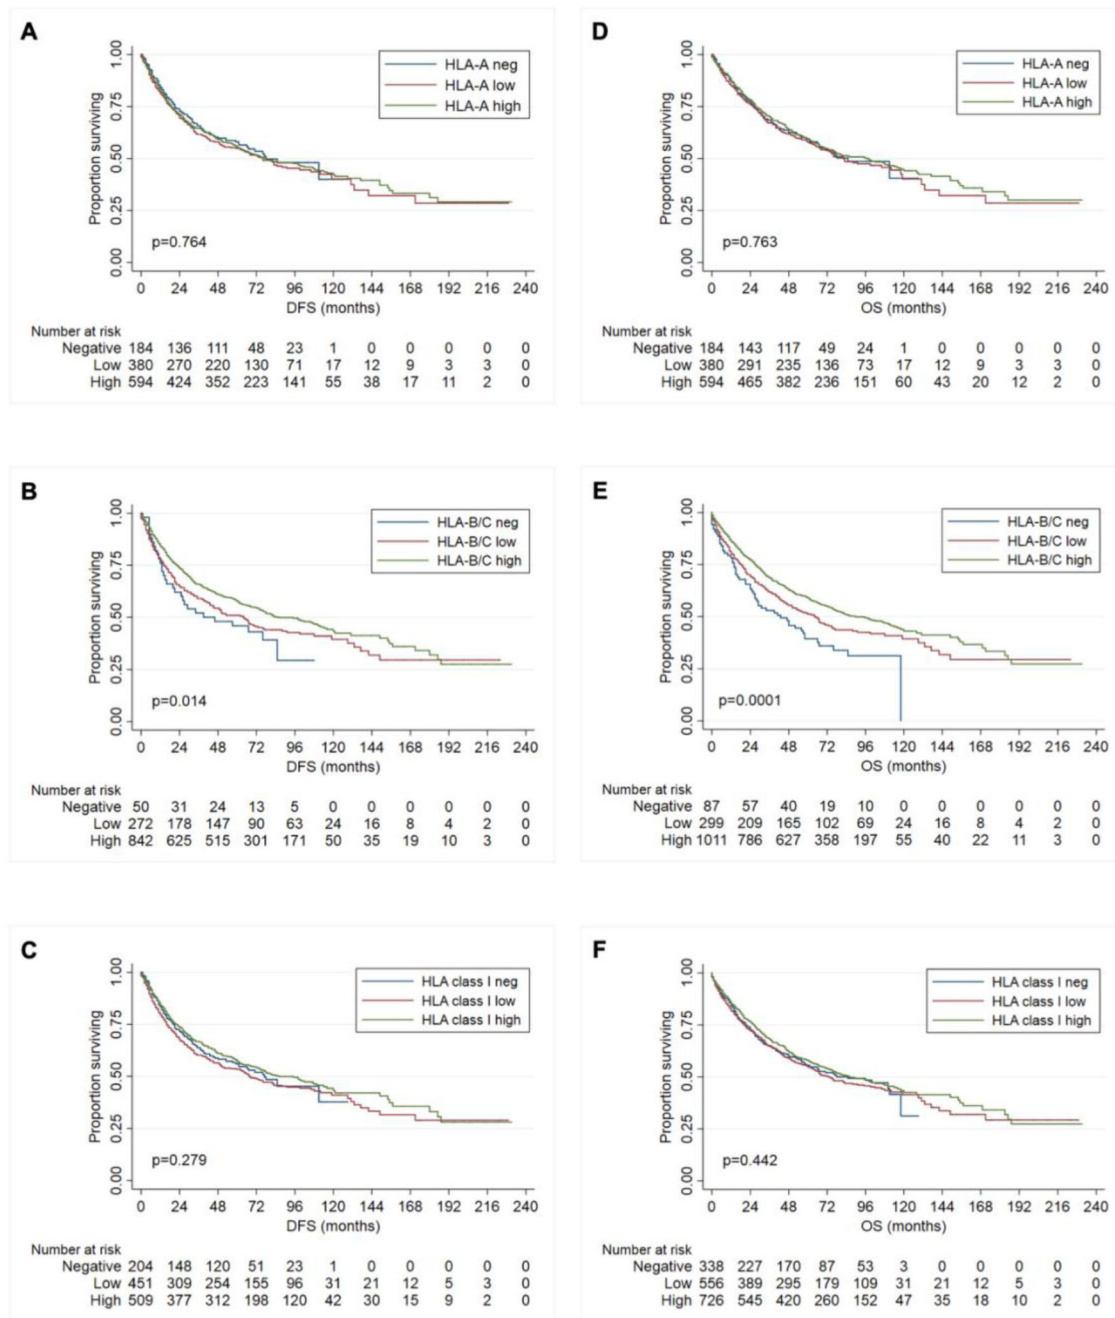 A
1.00
0.75
0.50
0.25
0.00
Proportion surviving
HLA-A neg
HLA-A low
HLA-A high
p=0.764
0 24 48 72 96 120 144 168 192 216 240
DFS (months)
Number at risk
Negative 184 136 111 48 23 1 0 0 0 0 0
Low 380 270 220 130 71 17 12 9 3 3 0
High 594 424 352 223 141 55 38 17 11 2 0
D
1.00
0.75
0.50
0.25
0.00
Proportion surviving
HLA-A neg
HLA-A low
HLA-A high
p=0.763
0 24 48 72 96 120 144 168 192 216 240
OS (months)
Number at risk
Negative 184 143 117 49 24 1 0 0 0 0 0
Low 380 291 235 136 73 17 12 9 3 3 0
High 594 465 382 236 151 60 43 20 12 2 0
B
1.00
0.75
0.50
0.25
0.00
Proportion surviving
HLA-B/C neg
HLA-B/C low
HLA-B/C high
p=0.014
0 24 48 72 96 120 144 168 192 216 240
DFS (months)
Number at risk
Negative 50 31 24 13 5 0 0 0 0 0 0
Low 272 178 147 90 63 24 16 8 4 2 0
High 842 625 515 301 171 50 35 19 10 3 0
E
1.00
0.75
0.50
0.25
0.00
Proportion surviving
HLA-B/C neg
HLA-B/C low
HLA-B/C high
p=0.0001
0 24 48 72 96 120 144 168 192 216 240
OS (months)
Number at risk
Negative 87 57 40 19 10 0 0 0 0 0 0
Low 299 209 165 102 69 24 16 8 4 2 0
High 1011 786 627 358 197 55 40 22 11 3 0
C
1.00
0.75
0.50
0.25
0.00
Proportion surviving
HLA class I neg
HLA class I low
HLA class I high
p=0.279
0 24 48 72 96 120 144 168 192 216 240
DFS (months)
Number at risk
Negative 204 148 120 51 23 1 0 0 0 0 0
Low 451 309 254 155 96 31 21 12 5 3 0
High 509 377 312 198 120 42 30 15 9 2 0
F
1.00
0.75
0.50
0.25
0.00
Proportion surviving
HLA class I neg
HLA class I low
HLA class I high
p=0.442
0 24 48 72 96 120 144 168 192 216 240
OS (months)
Number at risk
Negative 338 227 170 87 53 3 0 0 0 0 0
Low 556 389 295 179 109 31 21 12 5 3 0
High 726 545 420 260 152 47 35 18 10 2 0